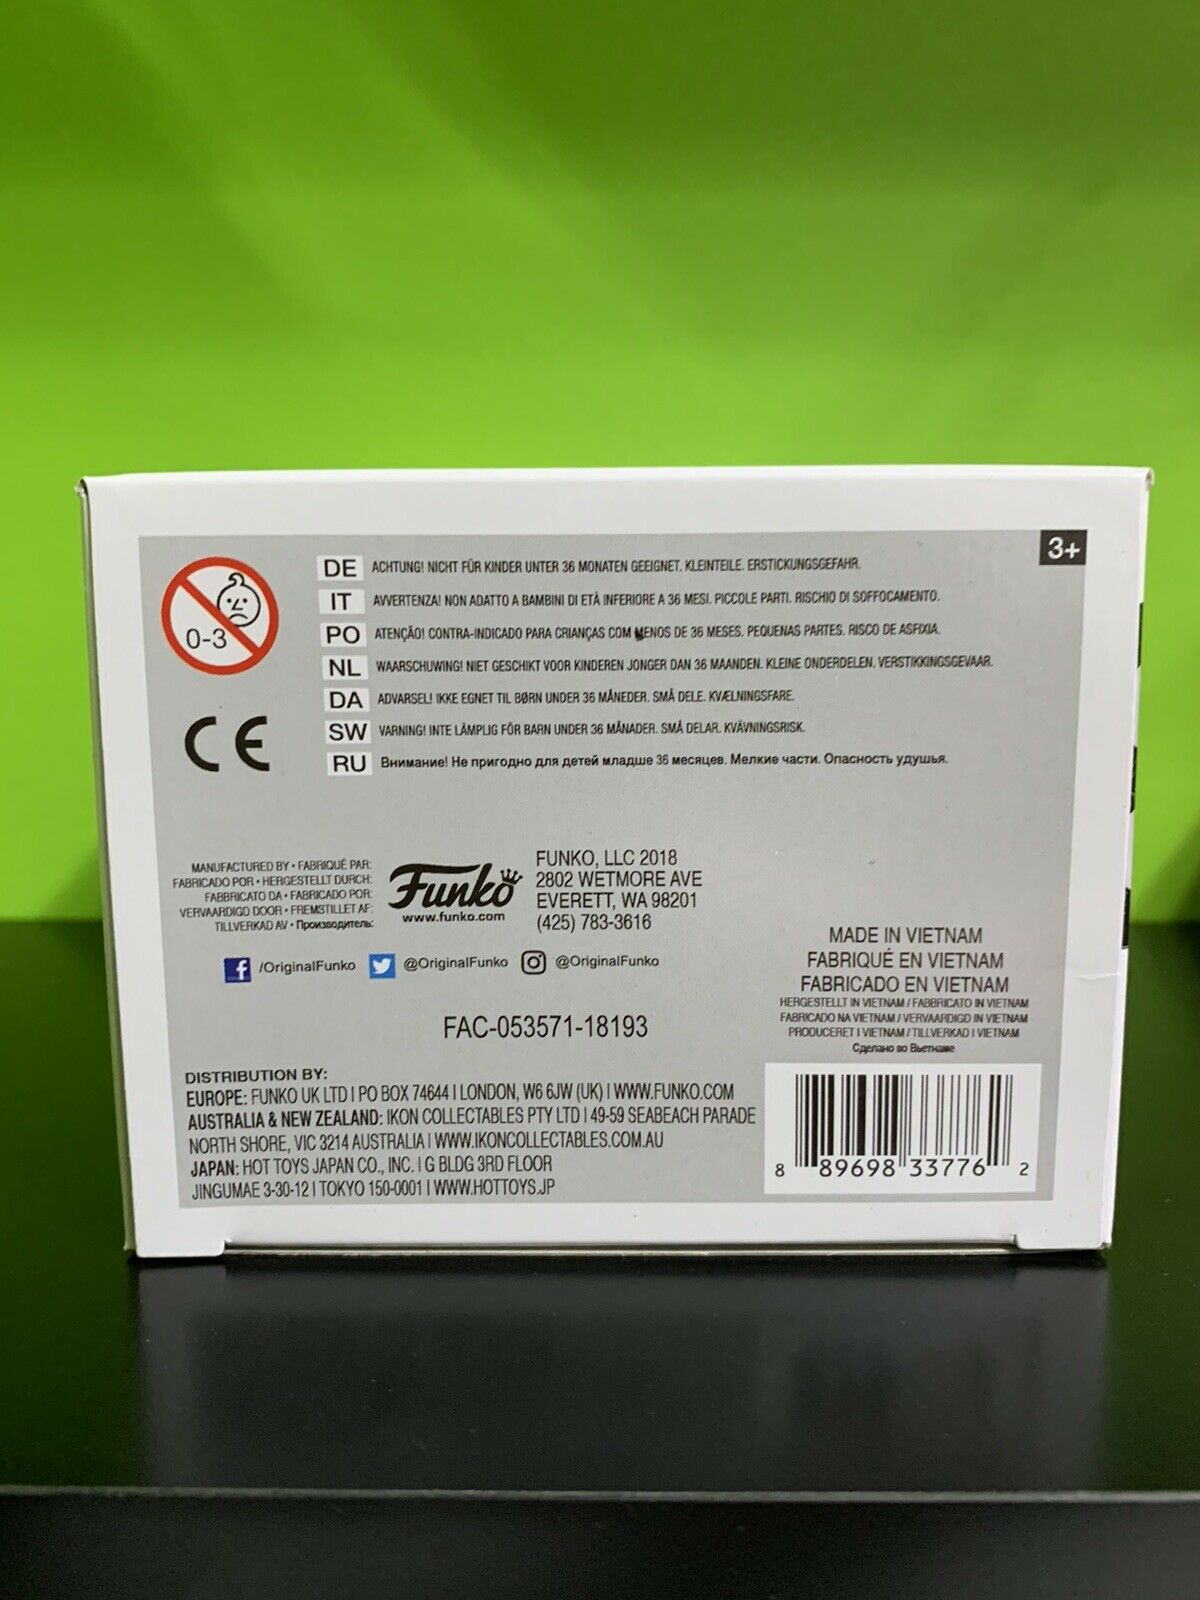 3+
0-3
DE ACHTUNG! NICHT FÜR KINDER UNTER 36 MONATEN GEEIGNET. KLEINTEILE. ERSTICKUNGSGEFAHR.
IT AVVERTENZA! NON ADATTO A BAMBINI DI ETÀ INFERIORE A 36 MESI. PICCOLE PARTI. RISCHIO DI SOFFOCAMENTO.
PO ATENÇÃO! CONTRA-INDICADO PARA CRIANÇAS COM MENOS DE 36 MESES. PEQUENAS PARTES. RISCO DE ASFIXIA.
NL WAARSCHUWING! NIET GESCHIKT VOOR KINDEREN JONGER DAN 36 MAANDEN. KLEINE ONDERDELEN. VERSTIKKINGSGEVAAR.
DA ADVARSEL! IKKE EGNET TIL BØRN UNDER 36 MÅNEDER. SMÅ DELE. KVÆLNINGSFARE.
SW VARNING! INTE LÄMPLIG FÖR BARN UNDER 36 MÅNADER. SMÅ DELAR. KVÄVNINGSRISK.
RU Внимание! Не пригодно для детей младше 36 месяцев. Мелкие части. Опасность удушья.
CE
MANUFACTURED BY • FABRIQUÉ PAR:
FABRICADO POR • HERGESTELLT DURCH:
FABBRICATO DA • FABRICADO POR:
VERVAARDIGD DOOR • FREMSTILLET AF:
TILLVERKAD AV • Производитель:
Funko
www.funko.com
FUNKO, LLC 2018
2802 WETMORE AVE
EVERETT, WA 98201
(425) 783-3616
/OriginalFunko @OriginalFunko @OriginalFunko
FAC-053571-18193
MADE IN VIETNAM
FABRIQUÉ EN VIETNAM
FABRICADO EN VIETNAM
HERGESTELLT IN VIETNAM / FABBRICATO IN VIETNAM
FABRICADO NA VIETNAM / VERVAARDIGD IN VIETNAM
PRODUCERET I VIETNAM / TILLVERKAD I VIETNAM
Сделано во Вьетнаме
DISTRIBUTION BY:
EUROPE: FUNKO UK LTD | PO BOX 74644 | LONDON, W6 6JW (UK) | WWW.FUNKO.COM
AUSTRALIA & NEW ZEALAND: IKON COLLECTABLES PTY LTD | 49-59 SEABEACH PARADE
NORTH SHORE, VIC 3214 AUSTRALIA | WWW.IKONCOLLECTABLES.COM.AU
JAPAN: HOT TOYS JAPAN CO., INC. | G BLDG 3RD FLOOR
JINGUMAE 3-30-12 | TOKYO 150-0001 | WWW.HOTTOYS.JP
8 89698 33776 2